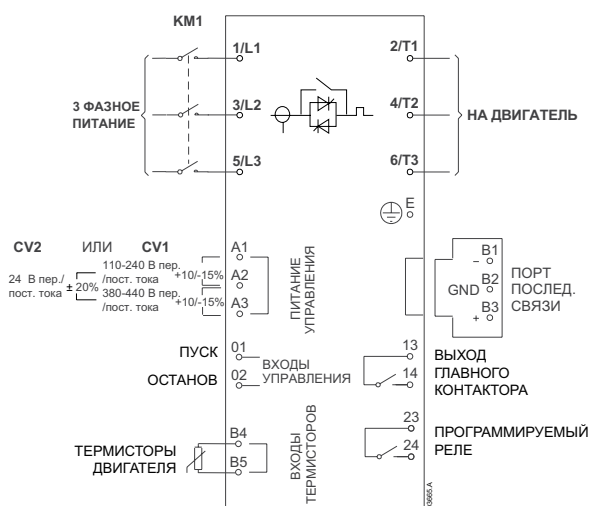 KM1
1/L1
2/T1
3 ФАЗНОЕ
ПИТАНИЕ
3/L2
4/T2
НА ДВИГАТЕЛЬ
5/L3
6/T3
E
CV2
ИЛИ
CV1
24 В пер./
пост. тока
± 20%
110-240 В пер.
/пост. тока
+10/-15%
380-440 В пер.
/пост. тока
+10/-15%
A1
A2
A3
ПИТАНИЕ
УПРАВЛЕНИЯ
B1
–
GND
B2
B3
+
ПОРТ
ПОСЛЕД.
СВЯЗИ
ПУСК
01
ОСТАНОВ
02
ВХОДЫ
УПРАВЛЕНИЯ
13
14
ВЫХОД
ГЛАВНОГО
КОНТАКТОРА
ТЕРМИСТОРЫ
ДВИГАТЕЛЯ
B4
B5
ВХОДЫ
ТЕРМИСТОРОВ
23
24
ПРОГРАММИРУЕМЫЙ
РЕЛЕ
03665.A